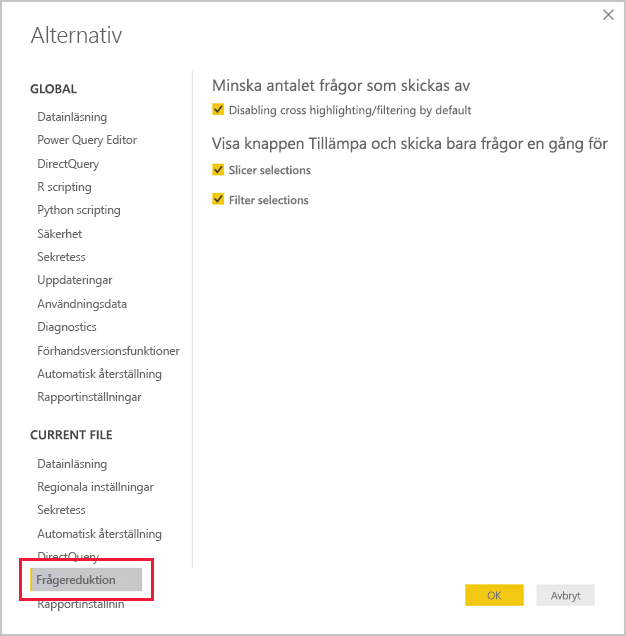 Alternativ
GLOBAL
Datainläsning
Power Query Editor
DirectQuery
R scripting
Python scripting
Säkerhet
Sekretess
Uppdateringar
Användningsdata
Diagnostics
Förhandsversionsfunktioner
Automatisk återställning
Rapportinställningar
CURRENT FILE
Datainläsning
Regionala inställningar
Sekretess
Automatisk återställning
DirectQuery
Frågereduktion
Rapportinställnin
Minska antalet frågor som skickas av
Disabling cross highlighting/filtering by default
Visa knappen Tillämpa och skicka bara frågor en gång för
Slicer selections
Filter selections
OK
Avbryt